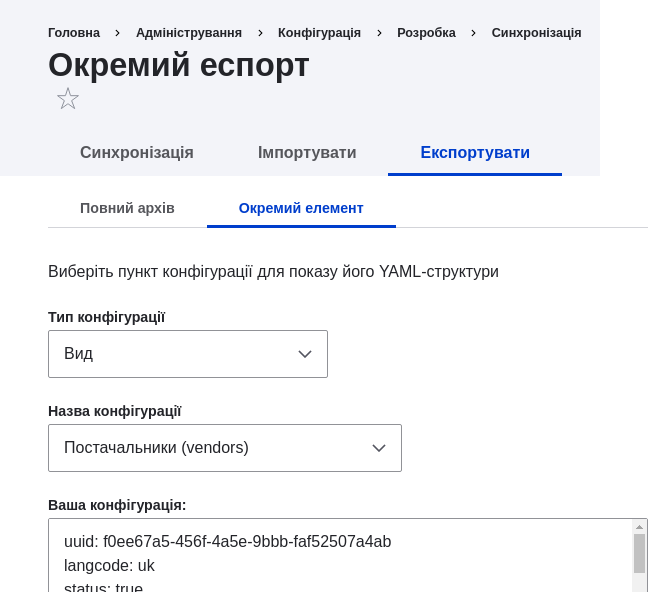 Головна > Адміністрування > Конфігурація > Розробка > Синхронізація
Окремий еспорт
Синхронізація Імпортувати Експортувати
Повний архів Окремий елемент
Виберіть пункт конфігурації для показу його YAML-структури
Тип конфігурації
Вид
Назва конфігурації
Постачальники (vendors)
Ваша конфігурація:
uuid: f0ee67a5-456f-4a5e-9bbb-faf52507a4ab
langcode: uk
status: true